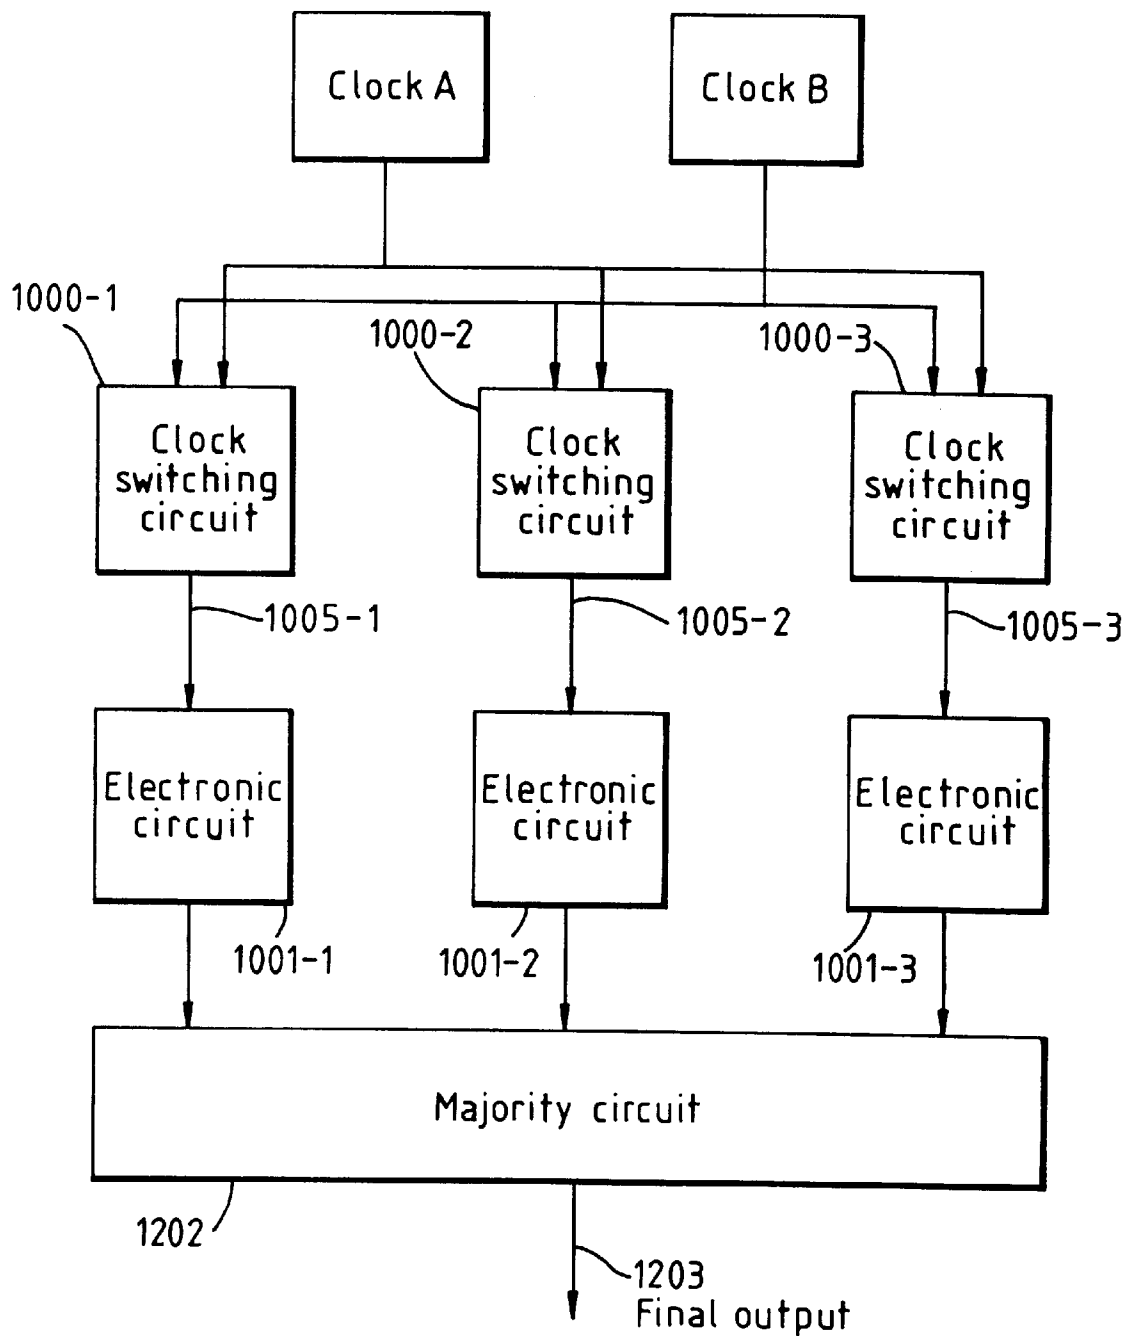 Clock A
Clock B
1000-1
1000-2
1000-3
Clock
switching
circuit
Clock
switching
circuit
Clock
switching
circuit
1005-1
1005-2
1005-3
Electronic
circuit
Electronic
circuit
Electronic
circuit
1001-1
1001-2
1001-3
Majority circuit
1202
1203
Final output